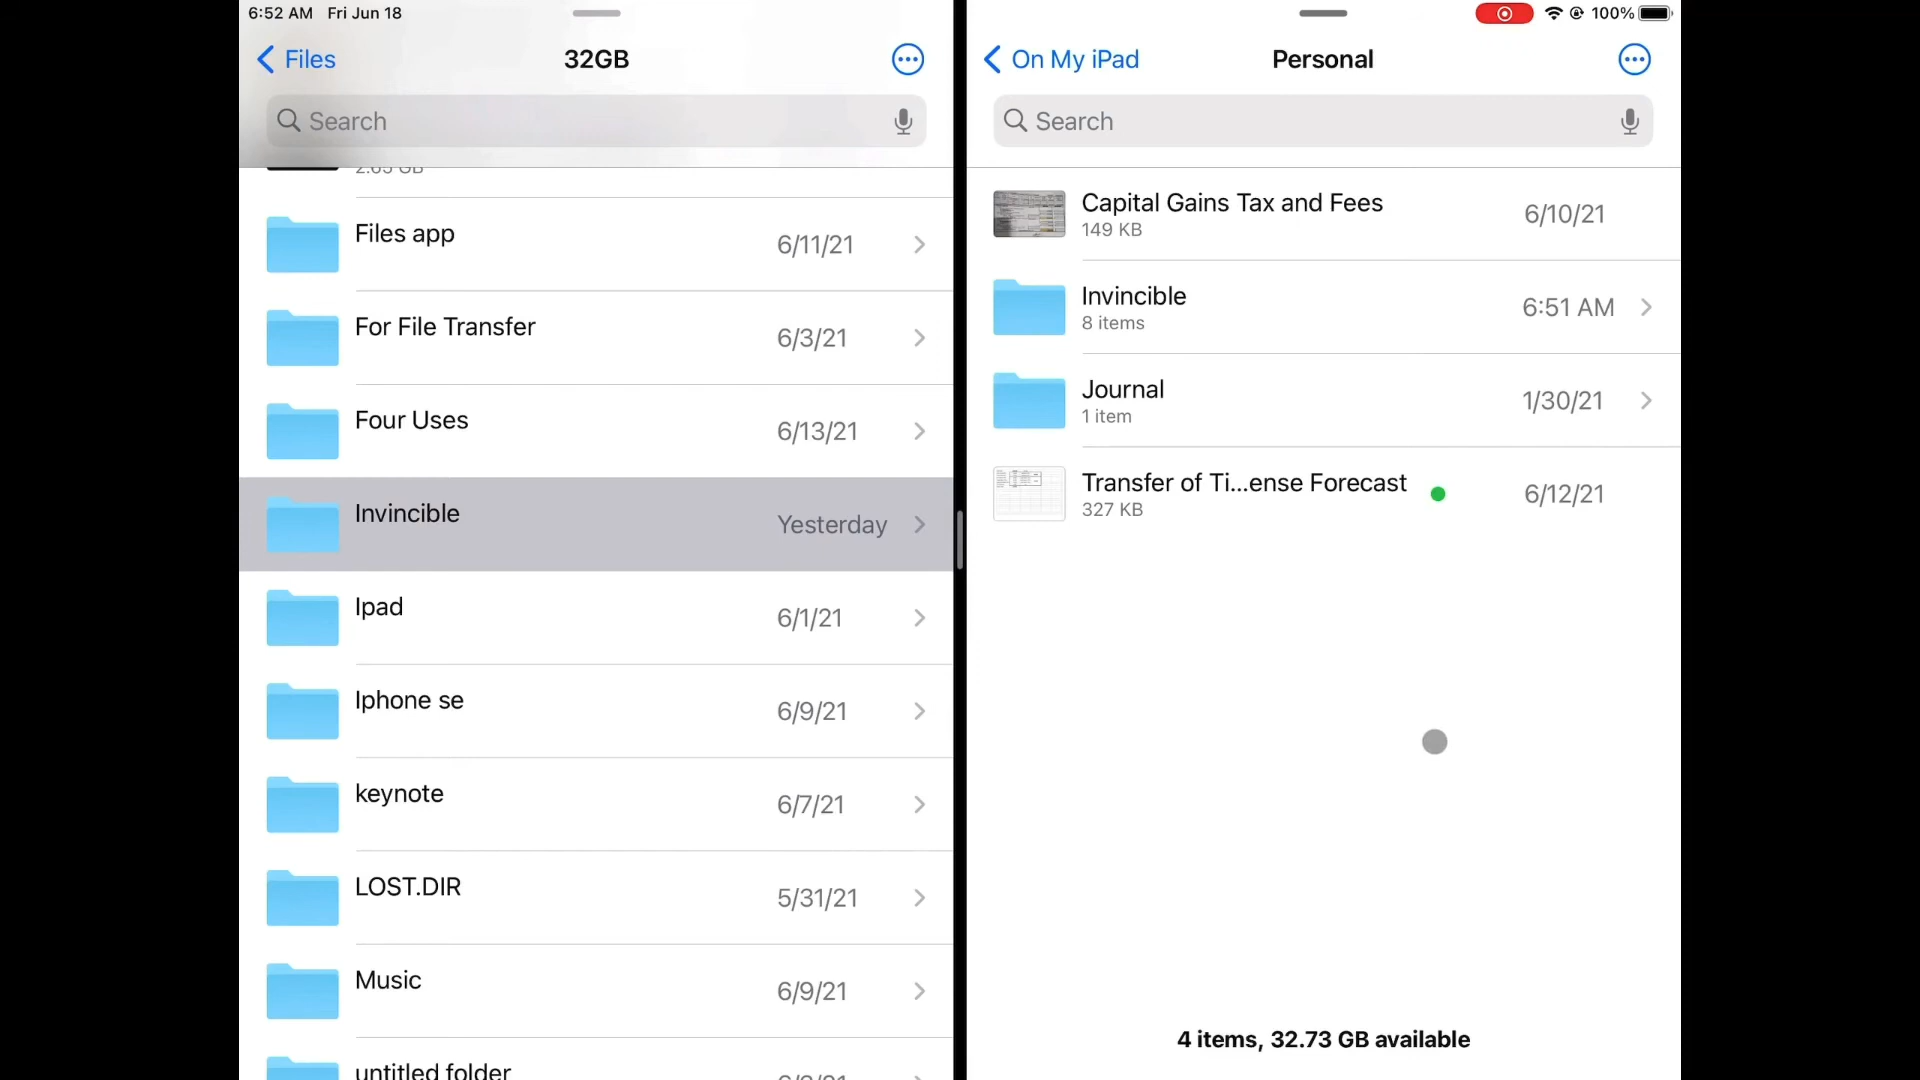 6:52 AM Fri Jun 18
100%
Files
32GB
Search
2.65 GB
Files app
6/11/21
For File Transfer
6/3/21
Four Uses
6/13/21
Invincible
Yesterday
Ipad
6/1/21
Iphone se
6/9/21
keynote
6/7/21
LOST.DIR
5/31/21
Music
6/9/21
untitled folder
On My iPad
Personal
Search
Capital Gains Tax and Fees
149 KB
6/10/21
Invincible
8 items
6:51 AM
Journal
1 item
1/30/21
Transfer of Ti...ense Forecast
327 KB
6/12/21
4 items, 32.73 GB available